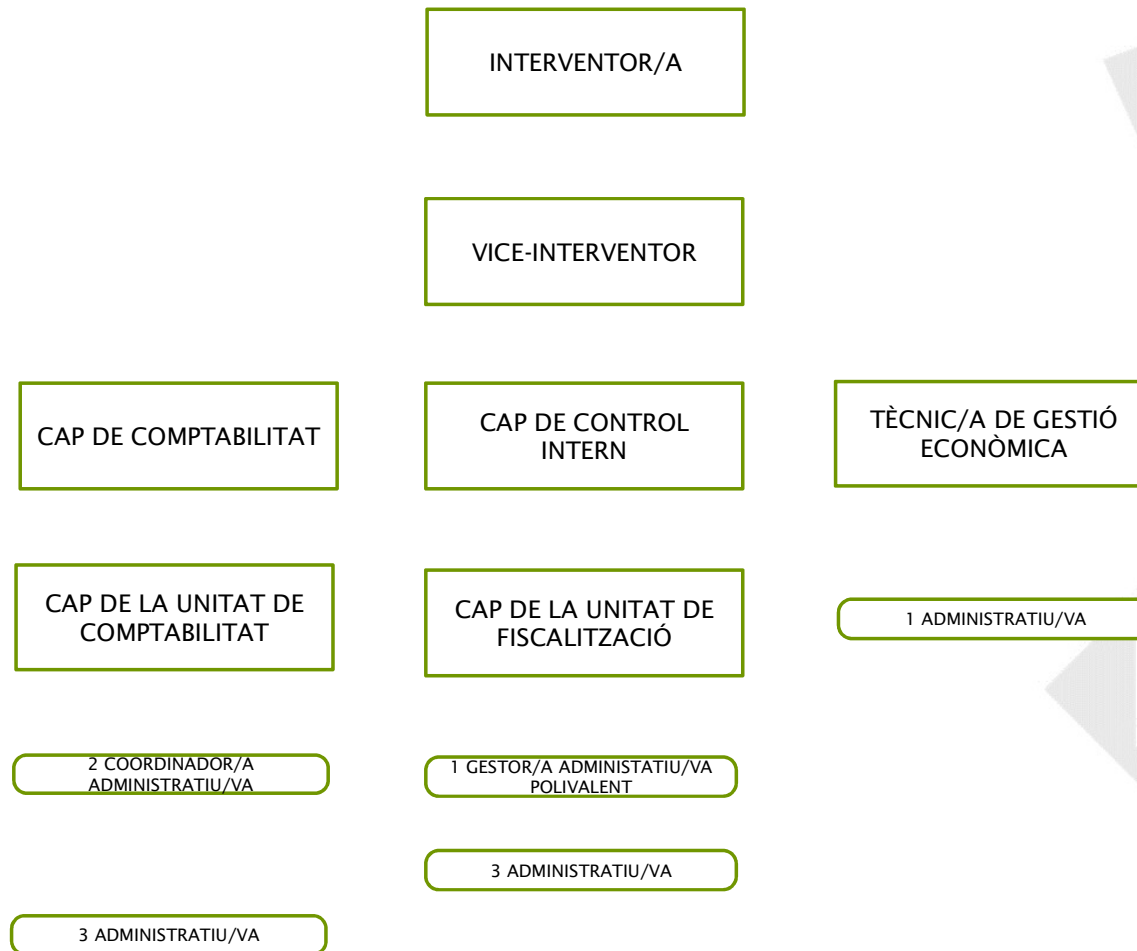 INTERVENTOR/A
VICE-INTERVENTOR
CAP DE COMPTABILITAT
CAP DE CONTROL
INTERN
TÈCNIC/A DE GESTIÓ
ECONÒMICA
CAP DE LA UNITAT DE
COMPTABILITAT
CAP DE LA UNITAT DE
FISCALITZACIÓ
1 ADMINISTRATIU/VA
2 COORDINADOR/A
ADMINISTRATIU/VA
1 GESTOR/A ADMINISTATIU/VA
POLIVALENT
3 ADMINISTRATIU/VA
3 ADMINISTRATIU/VA